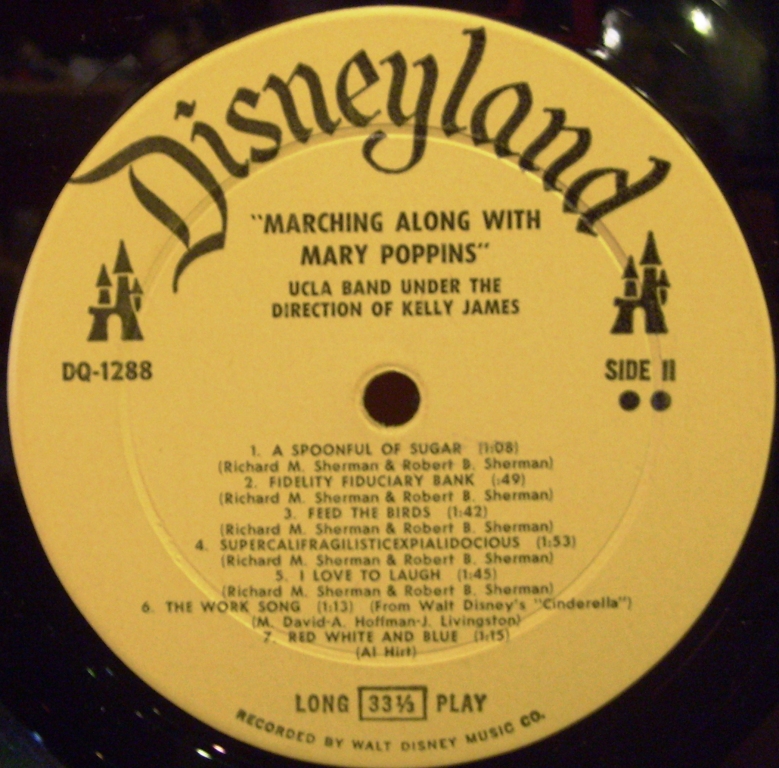 Disneyland
"MARCHING ALONG WITH
MARY POPPINS"
UCLA BAND UNDER THE
DIRECTION OF KELLY JAMES
DQ-1288
SIDE II
1. A SPOONFUL OF SUGAR (1:08)
(Richard M. Sherman & Robert B. Sherman)
2. FIDELITY FIDUCIARY BANK (:49)
(Richard M. Sherman & Robert B. Sherman)
3. FEED THE BIRDS (1:42)
(Richard M. Sherman & Robert B. Sherman)
4. SUPERCALIFRAGILISTICEXPIALIDOCIOUS (1:53)
(Richard M. Sherman & Robert B. Sherman)
5. I LOVE TO LAUGH (1:45)
(Richard M. Sherman & Robert B. Sherman)
6. THE WORK SONG (1:13) (From Walt Disney's "Cinderella")
(M. David-A. Hoffman-J. Livingston)
7. RED WHITE AND BLUE (1:15)
(Al Hirt)
LONG 33⅓ PLAY
RECORDED BY WALT DISNEY MUSIC CO.